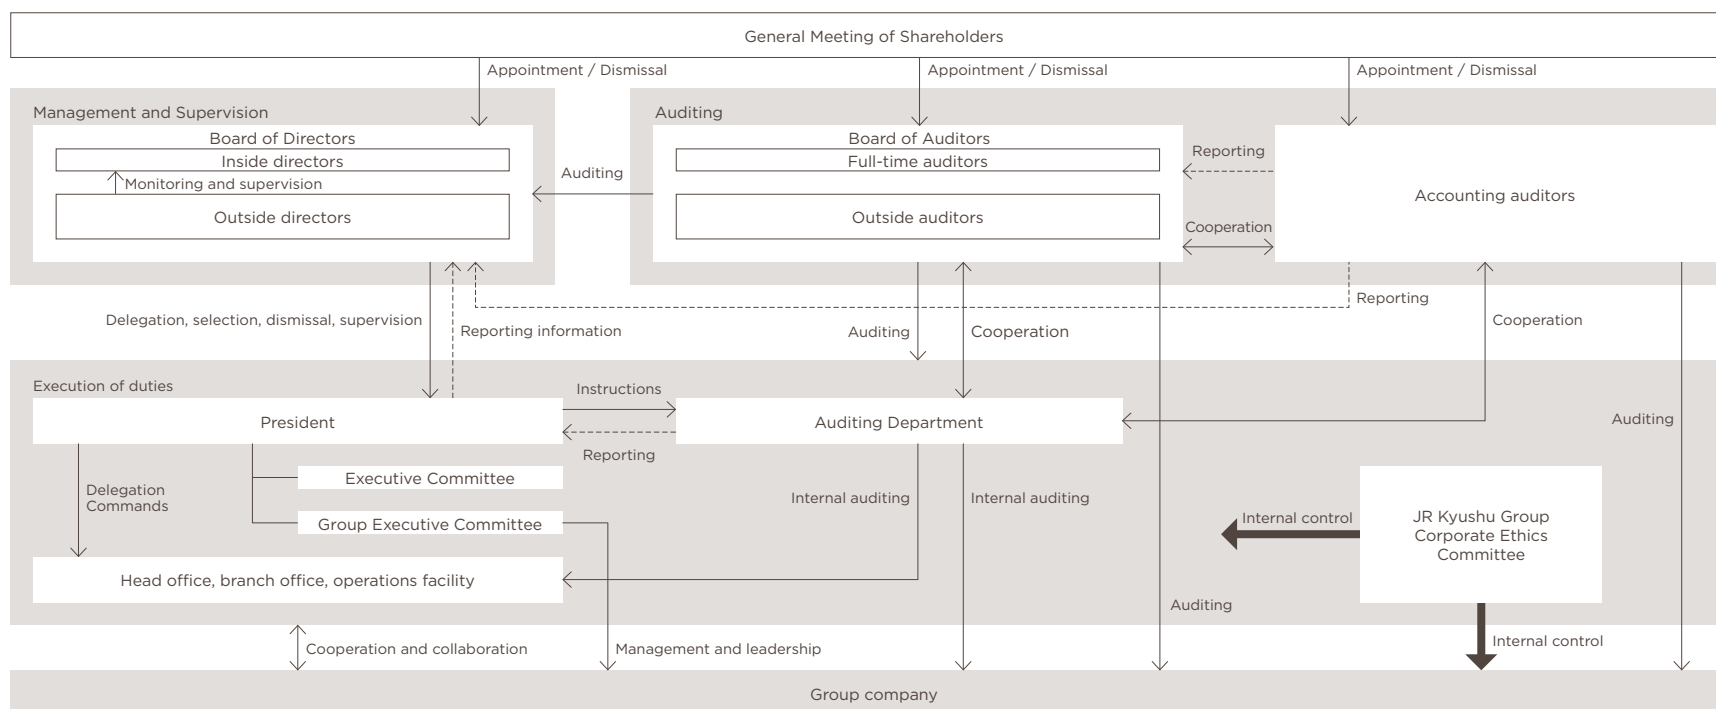 General Meeting of Shareholders
Appointment / Dismissal
Appointment / Dismissal
Appointment / Dismissal
Management and Supervision
Board of Directors
Inside directors
Monitoring and supervision
Outside directors
Auditing
Auditing
Board of Auditors
Full-time auditors
Outside auditors
Reporting
Cooperation
Accounting auditors
Delegation, selection, dismissal, supervision
Reporting information
Auditing
Cooperation
Reporting
Cooperation
Execution of duties
President
Instructions
Reporting
Auditing Department
Auditing
Executive Committee
Delegation
Commands
Group Executive Committee
Internal auditing
Internal auditing
Internal control
JR Kyushu Group
Corporate Ethics
Committee
Head office, branch office, operations facility
Auditing
Cooperation and collaboration
Management and leadership
Internal control
Group company